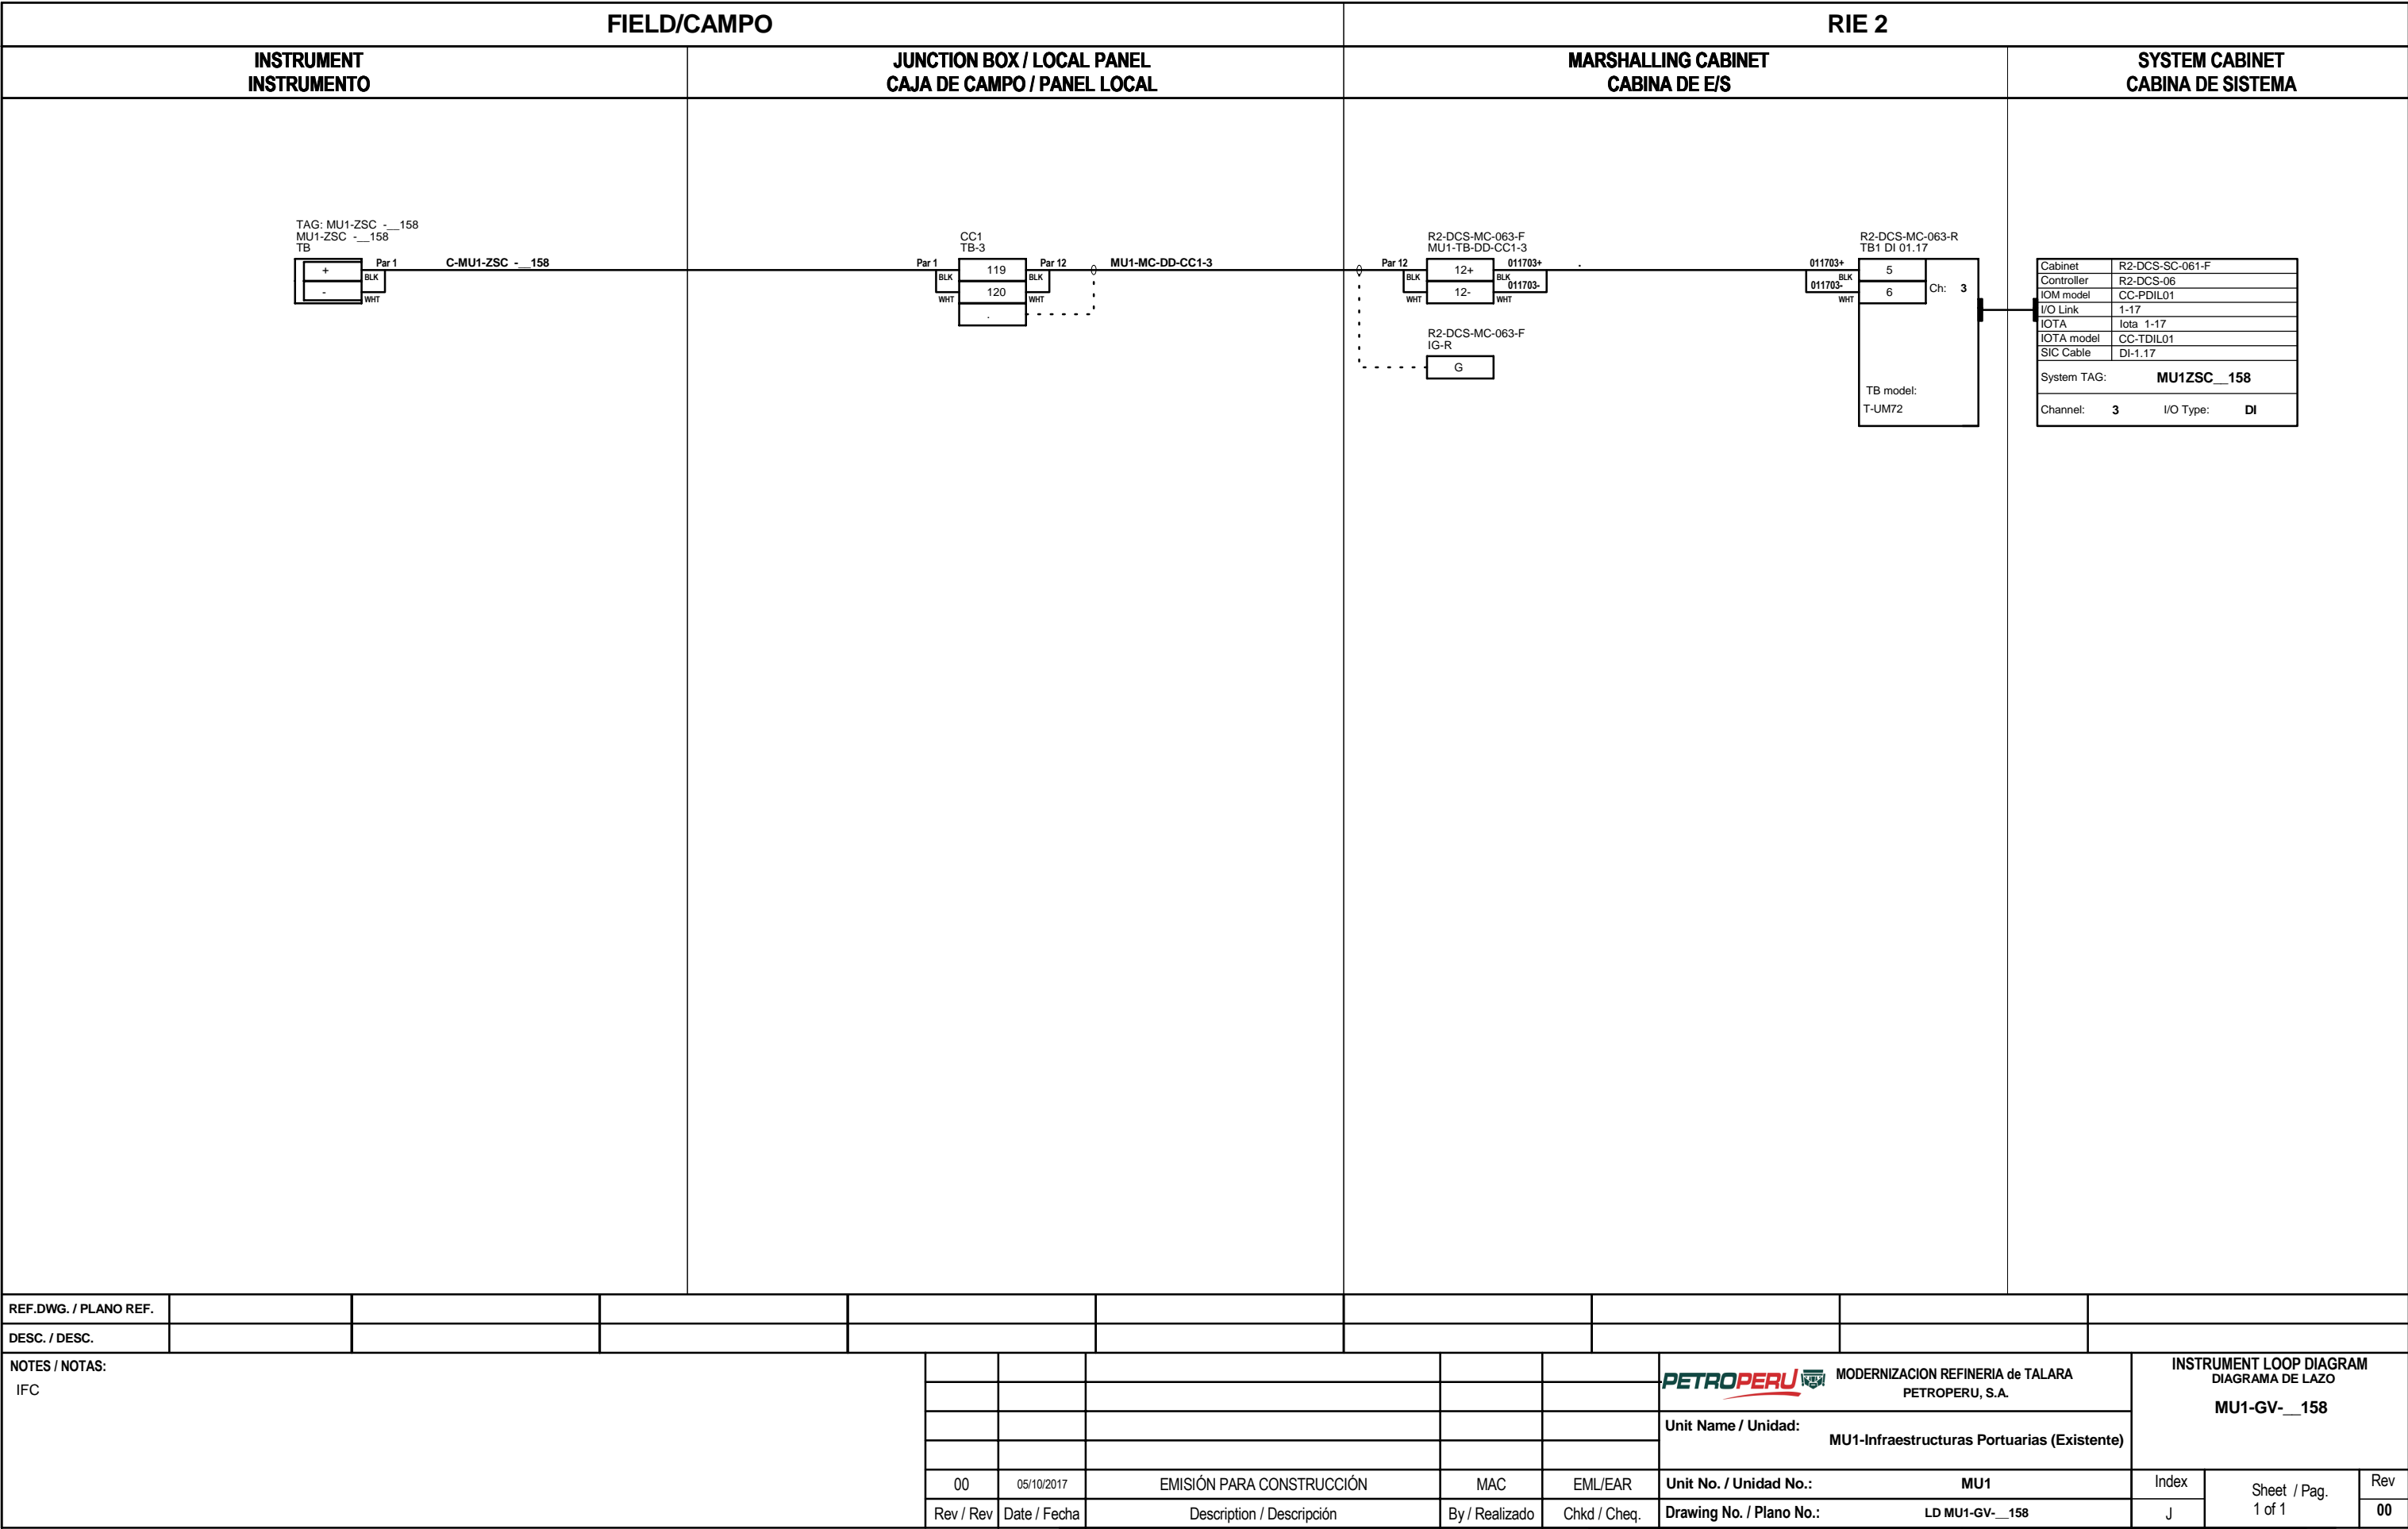 FIELD/CAMPO
RIE 2
INSTRUMENT
INSTRUMENTO
JUNCTION BOX / LOCAL PANEL
CAJA DE CAMPO / PANEL LOCAL
MARSHALLING CABINET
CABINA DE E/S
SYSTEM CABINET
CABINA DE SISTEMA
TAG: MU1-ZSC -__158
MU1-ZSC -__158
TB
+
-
Par 1
BLK
WHT
C-MU1-ZSC -__158
CC1
TB-3
Par 1
BLK
WHT
119
120
.
Par 12
BLK
WHT
MU1-MC-DD-CC1-3
R2-DCS-MC-063-F
MU1-TB-DD-CC1-3
Par 12
BLK
WHT
12+
12-
011703+
BLK
011703-
WHT
.
R2-DCS-MC-063-F
IG-R
G
R2-DCS-MC-063-R
TB1 DI 01.17
011703+
BLK
011703-
WHT
5
6
Ch: 3
TB model:
T-UM72
Cabinet R2-DCS-SC-061-F
Controller R2-DCS-06
IOM model CC-PDIL01
I/O Link 1-17
IOTA Iota 1-17
IOTA model CC-TDIL01
SIC Cable DI-1.17
System TAG: MU1ZSC__158
Channel: 3 I/O Type: DI
REF.DWG. / PLANO REF.
DESC. / DESC.
NOTES / NOTAS:
IFC
00 05/10/2017 EMISIÓN PARA CONSTRUCCIÓN MAC EML/EAR
Rev / Rev Date / Fecha Description / Descripción By / Realizado Chkd / Cheq.
PETROPERU
MODERNIZACION REFINERIA de TALARA
PETROPERU, S.A.
Unit Name / Unidad:
MU1-Infraestructuras Portuarias (Existente)
Unit No. / Unidad No.: MU1
Drawing No. / Plano No.: LD MU1-GV-__158
INSTRUMENT LOOP DIAGRAM
DIAGRAMA DE LAZO
MU1-GV-__158
Index
J
Sheet / Pag.
1 of 1
Rev
00